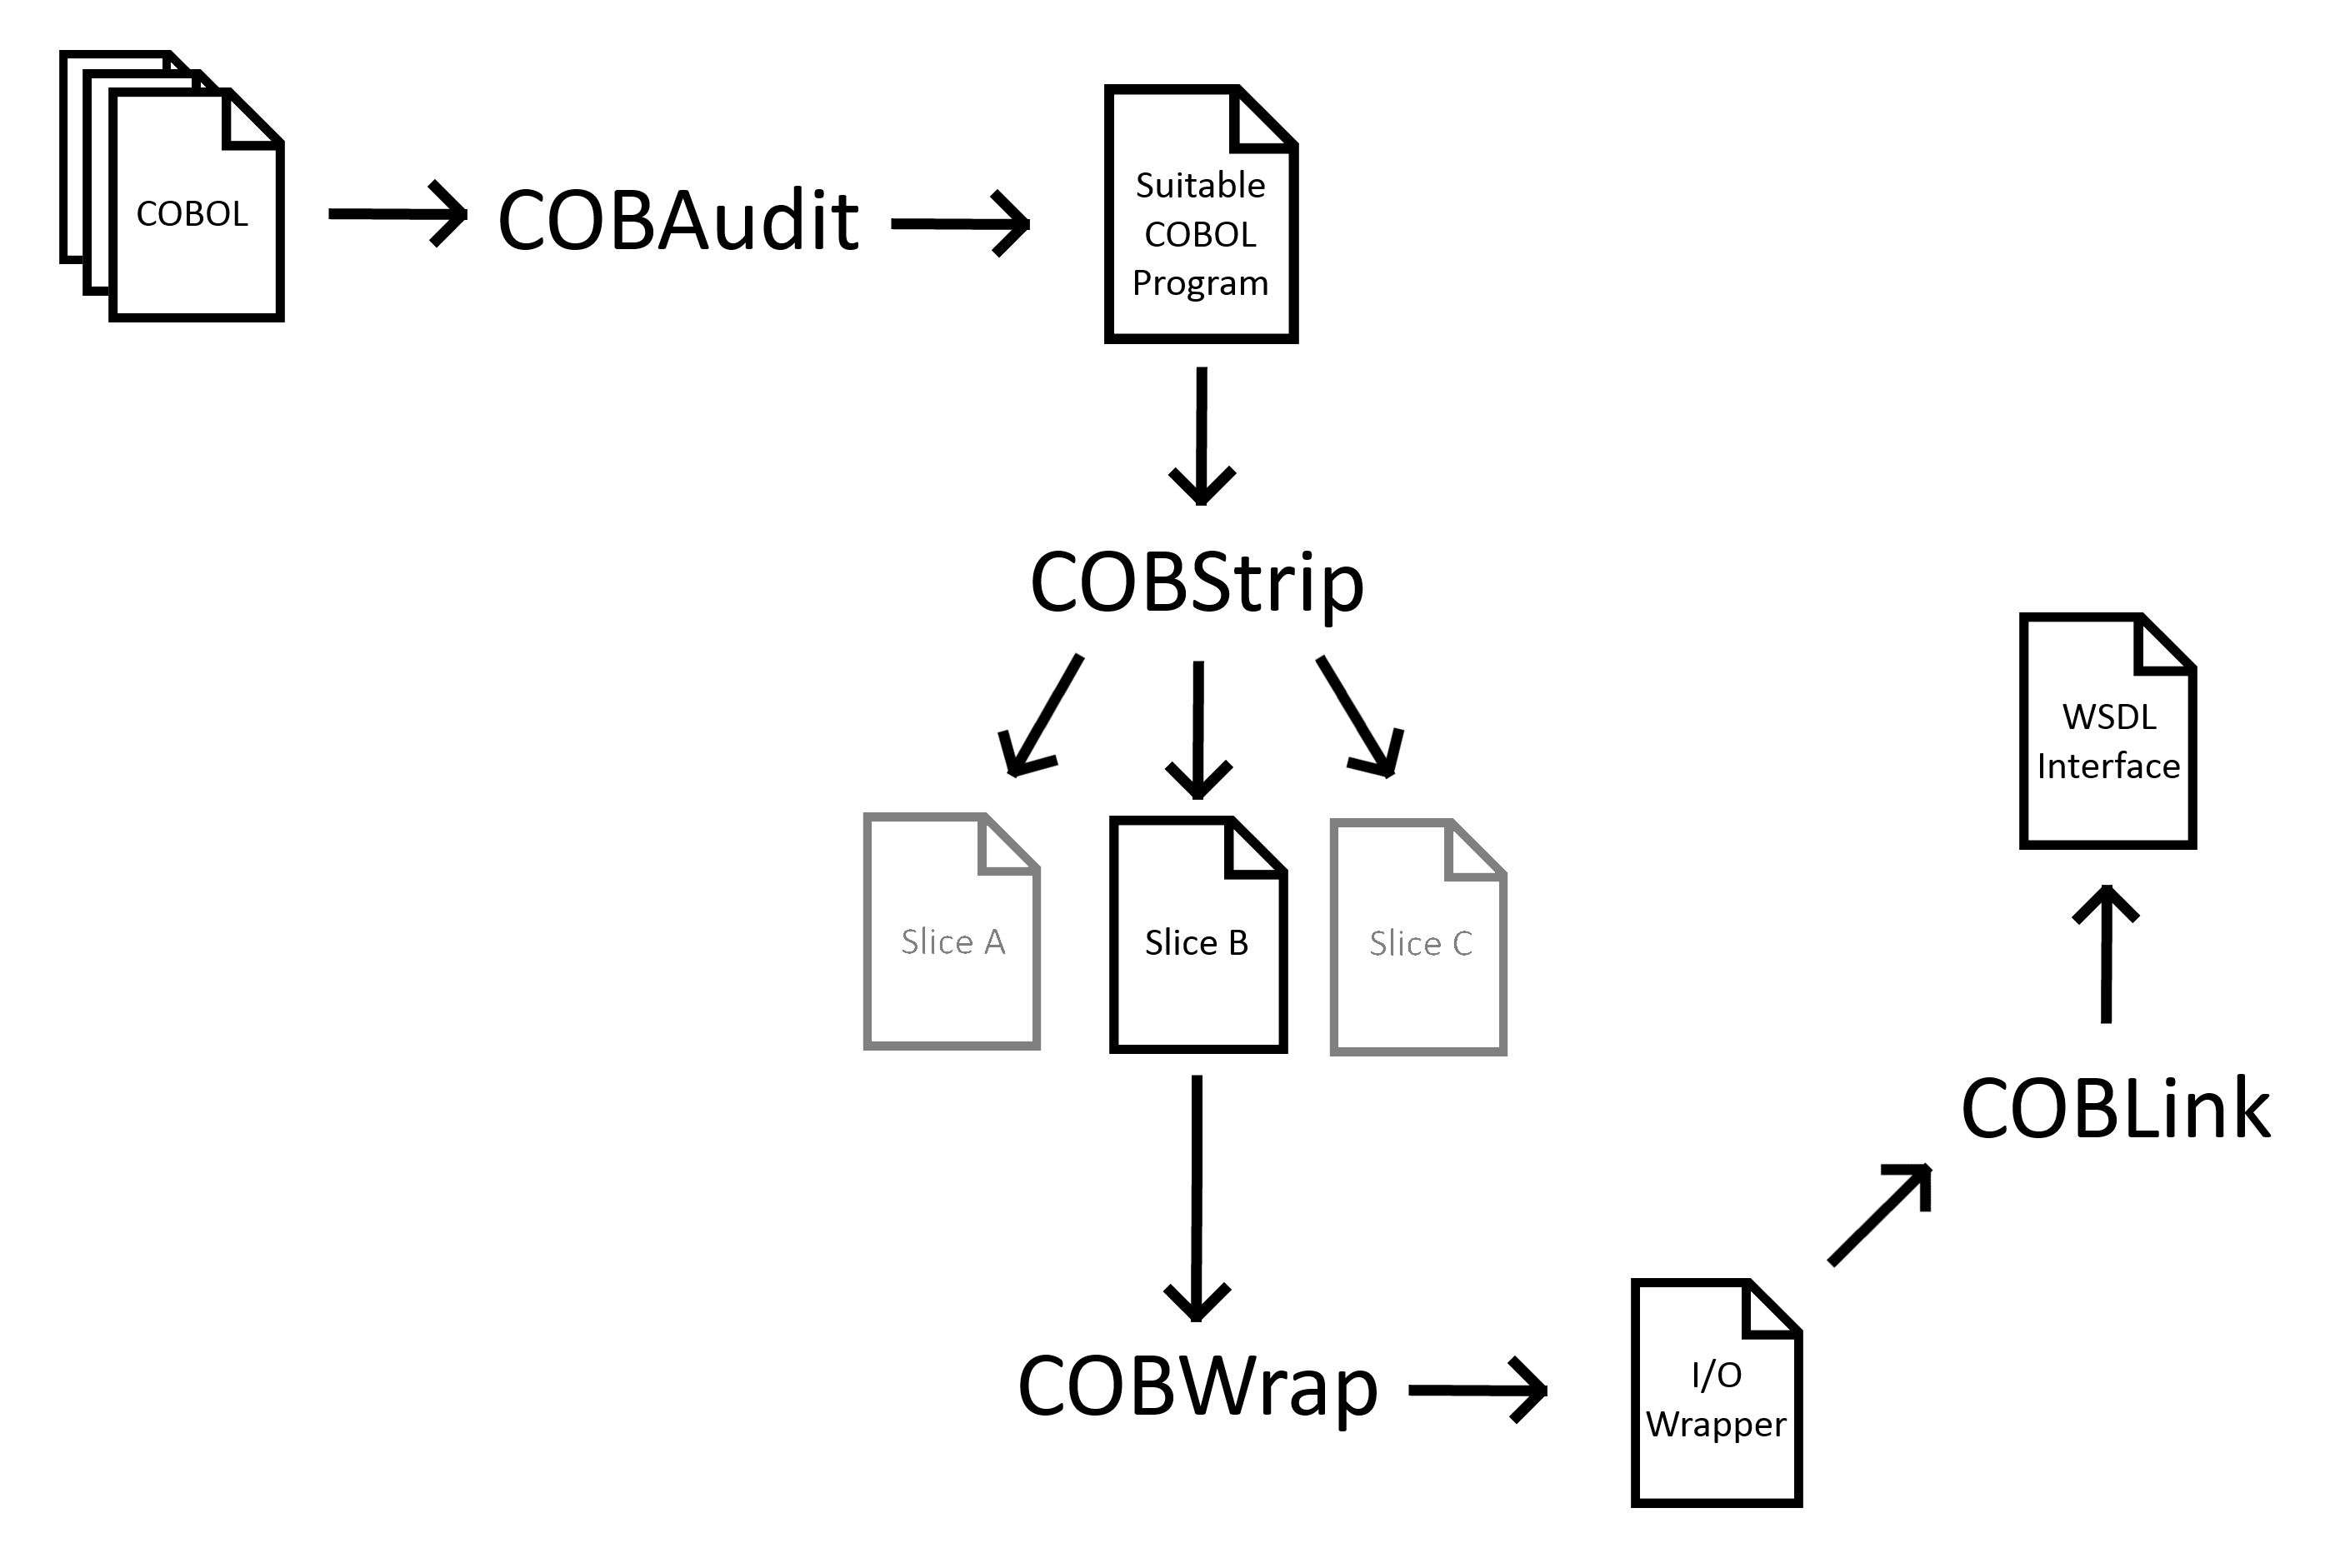 COBOL
COBAudit
Suitable
COBOL
Program
COBStrip
Slice A
Slice B
Slice C
COBWrap
I/O
Wrapper
COBLink
WSDL
Interface